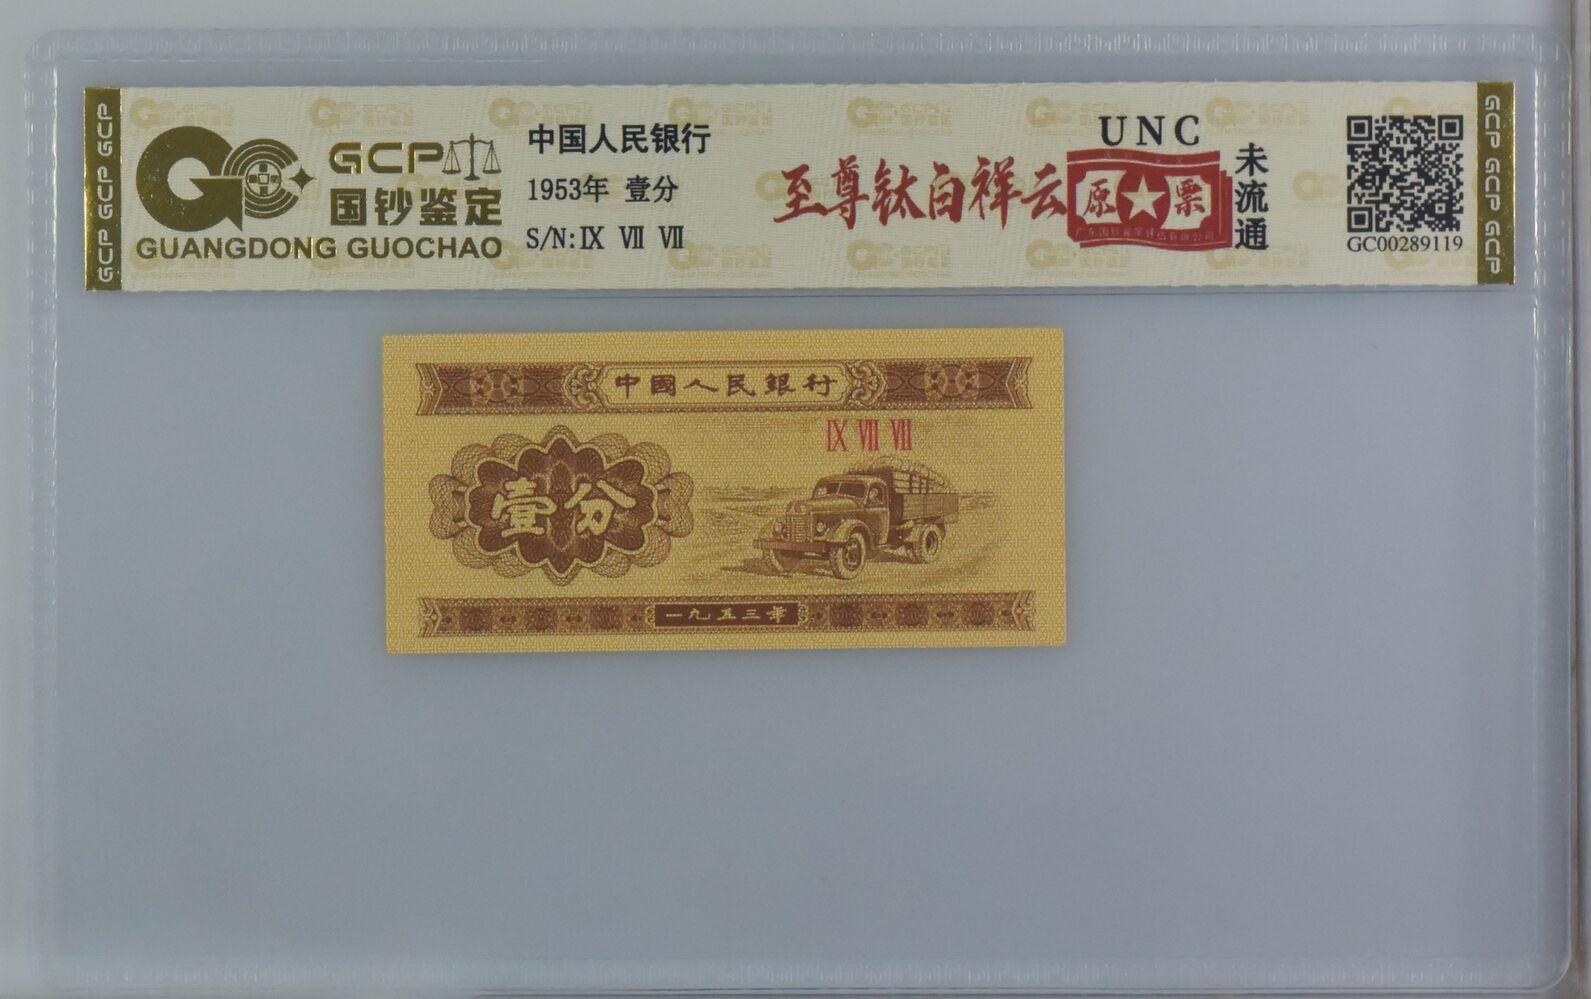 GCP
国钞鉴定
GUANGDONG GUOCHAO
中国人民银行
1953年 壹分
S/N:Ⅸ Ⅶ Ⅶ
至尊钛白祥云
原★票
UNC
未流通
GC00289119
GCP GCP GCP
GCP GCP GCP
中國人民銀行
Ⅸ Ⅶ Ⅶ
壹分
一九五三年